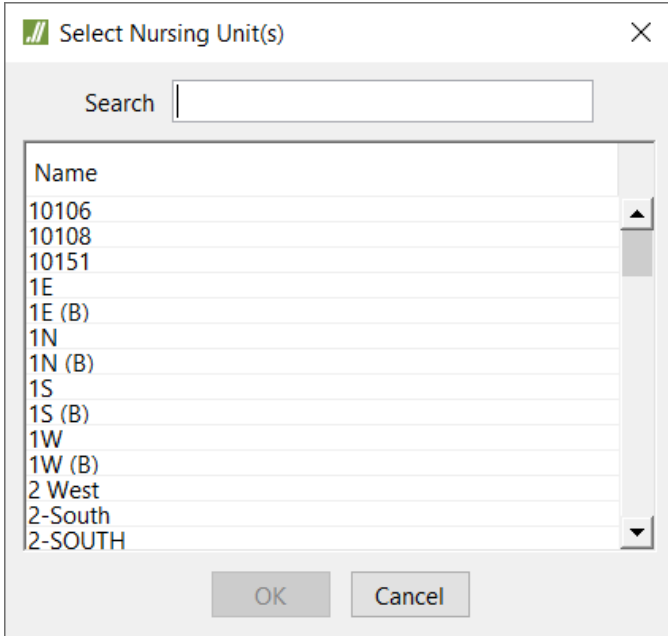 Select Nursing Unit(s)
Search
Name
10106
10108
10151
1E
1E (B)
1N
1N (B)
1S
1S (B)
1W
1W (B)
2 West
2-South
2-SOUTH
OK Cancel